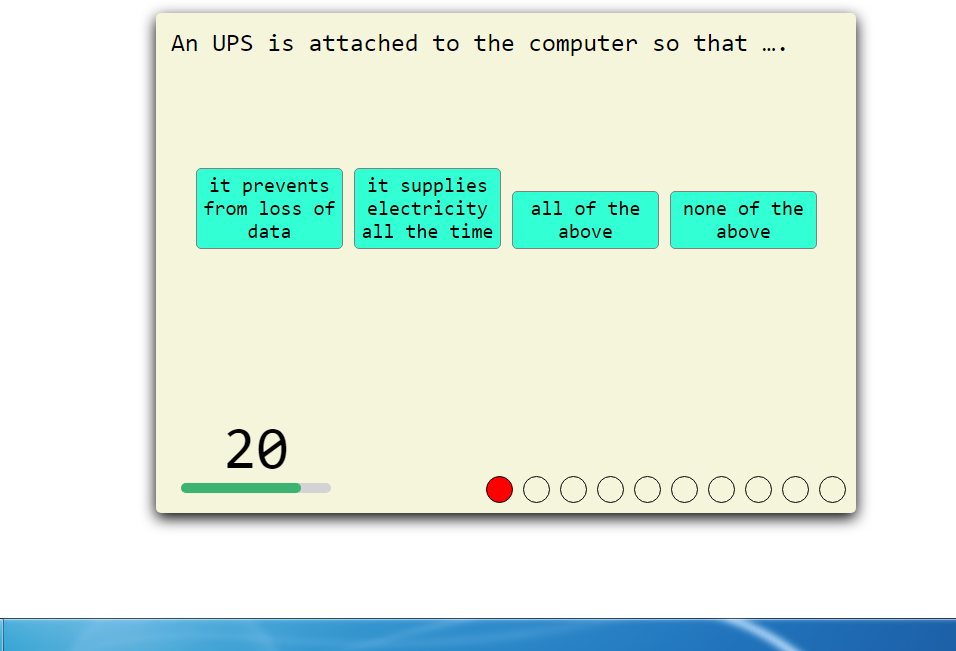 An UPS is attached to the computer so that ….
it prevents
from loss of
data
it supplies
electricity
all the time
all of the
above
none of the
above
20